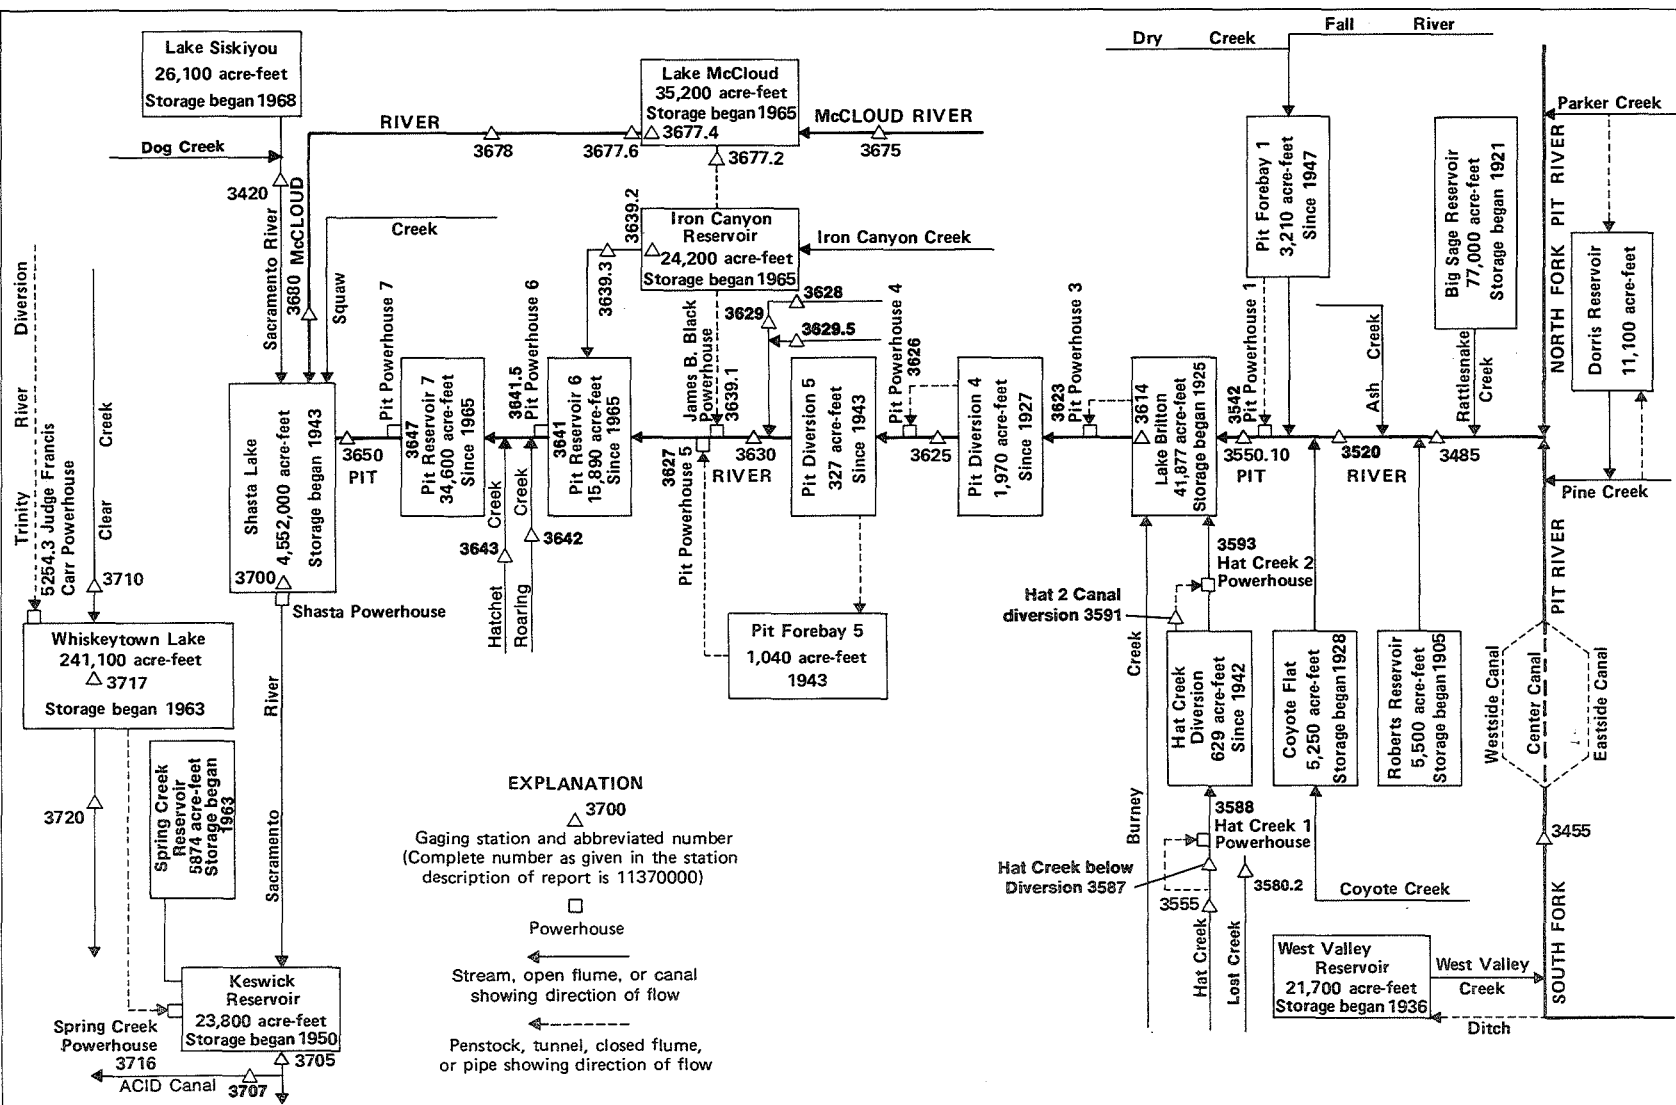 Lake Siskiyou
26,100 acre-feet
Storage began 1968
Dog Creek
3420
Sacramento River
3680 McCLOUD
RIVER
3678
3677.6
Lake McCloud
35,200 acre-feet
Storage began 1965
3677.4
McCLOUD RIVER
3675
3677.2
Squaw
Creek
3639.2
3639.3
Iron Canyon
Reservoir
24,200 acre-feet
Storage began 1965
Iron Canyon Creek
3628
3629
3629.5
James B. Black
Powerhouse
3639.1
Dry Creek
Fall River
Pit Forebay 1
3,210 acre-feet
Since 1947
Big Sage Reservoir
77,000 acre-feet
Storage began 1921
Rattlesnake
Creek
Ash Creek
NORTH FORK PIT RIVER
Parker Creek
Dorris Reservoir
11,100 acre-feet
Pine Creek
Trinity River Diversion
5254.3 Judge Francis
Carr Powerhouse
Clear Creek
3710
Shasta Lake
4,552,000 acre-feet
Storage began 1943
3700
Shasta Powerhouse
3650
PIT
Pit Powerhouse 7
3647
Pit Reservoir 7
34,600 acre-feet
Since 1965
3641.5
Pit Powerhouse 6
3641
Pit Reservoir 6
15,890 acre-feet
Since 1965
Hatchet Creek
3643
Roaring Creek
3642
3627
Pit Powerhouse 5
3630
RIVER
Pit Diversion 5
327 acre-feet
Since 1943
Pit Powerhouse 4
3626
3625
Pit Diversion 4
1,970 acre-feet
Since 1927
3623
Pit Powerhouse 3
3614
Lake Britton
41,877 acre-feet
Storage began 1925
3542
Pit Powerhouse 1
3550.10
PIT
3520
RIVER
3485
Pit Forebay 5
1,040 acre-feet
1943
3593
Hat Creek 2
Powerhouse
Hat 2 Canal
diversion 3591
Burney Creek
Hat Creek
Diversion
629 acre-feet
Since 1942
Coyote Flat
5,250 acre-feet
Storage began 1928
Roberts Reservoir
5,500 acre-feet
Storage began 1905
PIT RIVER
Westside Canal
Center Canal
Eastside Canal
3588
Hat Creek 1
Powerhouse
Hat Creek below
Diversion 3587
3580.2
3555
Hat Creek
Lost Creek
Coyote Creek
3455
SOUTH FORK
West Valley
Reservoir
21,700 acre-feet
Storage began 1936
West Valley
Creek
Ditch
Whiskeytown Lake
241,100 acre-feet
3717
Storage began 1963
3720
Spring Creek
Reservoir
5874 acre-feet
Storage began
1963
Sacramento River
Keswick
Reservoir
23,800 acre-feet
Storage began 1950
Spring Creek
Powerhouse
3716
3705
ACID Canal
3707
EXPLANATION
3700
Gaging station and abbreviated number
(Complete number as given in the station
description of report is 11370000)
Powerhouse
Stream, open flume, or canal
showing direction of flow
Penstock, tunnel, closed flume,
or pipe showing direction of flow